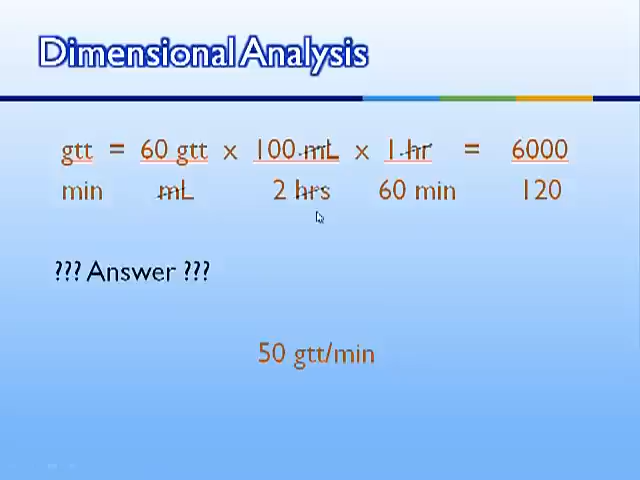 Dimensional Analysis
gtt = 60 gtt x 100 mL x 1 hr = 6000
min mL 2 hrs 60 min 120
??? Answer ???
50 gtt/min